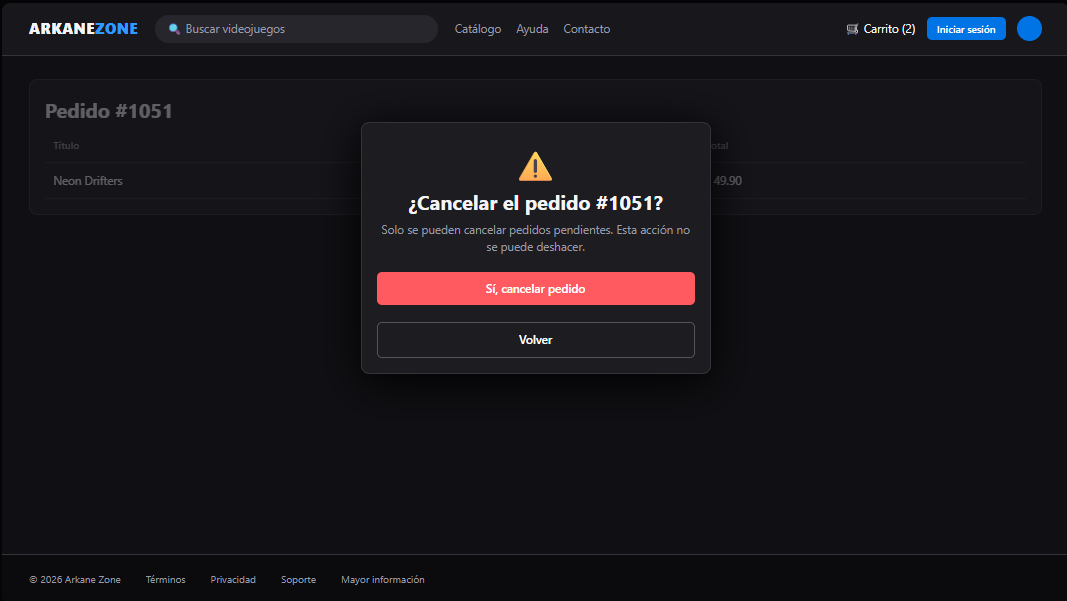 ARKANEZONE
Buscar videojuegos
Catálogo
Ayuda
Contacto
Carrito (2)
Iniciar sesión
Pedido #1051
Título
otal
Neon Drifters
49.90
¿Cancelar el pedido #1051?
Solo se pueden cancelar pedidos pendientes. Esta acción no
se puede deshacer.
Sí, cancelar pedido
Volver
© 2026 Arkane Zone
Términos
Privacidad
Soporte
Mayor información